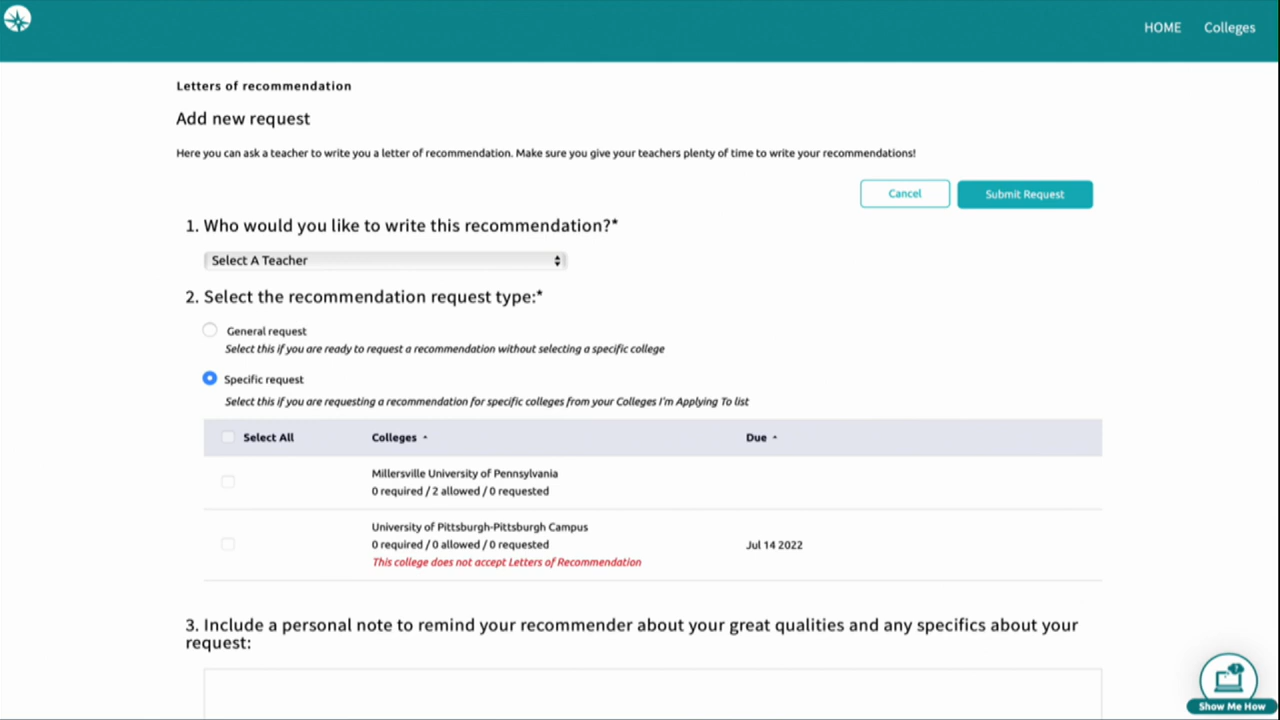 HOME Colleges
Letters of recommendation
Add new request
Here you can ask a teacher to write you a letter of recommendation. Make sure you give your teachers plenty of time to write your recommendations!
Cancel Submit Request
1. Who would you like to write this recommendation?*
Select A Teacher
2. Select the recommendation request type:*
General request
Select this if you are ready to request a recommendation without selecting a specific college
Specific request
Select this if you are requesting a recommendation for specific colleges from your Colleges I'm Applying To list
Select All Colleges Due
Millersville University of Pennsylvania
0 required / 2 allowed / 0 requested
University of Pittsburgh-Pittsburgh Campus
0 required / 0 allowed / 0 requested Jul 14 2022
This college does not accept Letters of Recommendation
3. Include a personal note to remind your recommender about your great qualities and any specifics about your
request:
Show Me How